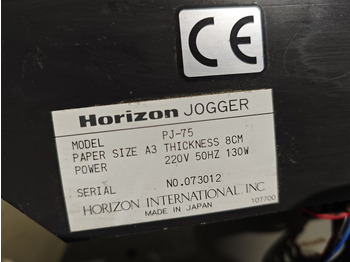 CE
Horizon JOGGER
MODEL PJ-75
PAPER SIZE A3 THICKNESS 8CM
POWER 220V 50HZ 130W
SERIAL NO.073012
HORIZON INTERNATIONAL INC.
MADE IN JAPAN
107700